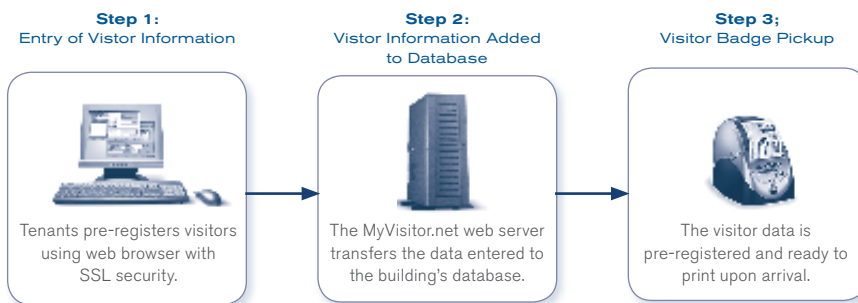 Step 1:
Entry of Vistor Information
Tenants pre-registers visitors
using web browser with
SSL security.
Step 2:
Vistor Information Added
to Database
The MyVisitor.net web server
transfers the data entered to
the building's database.
Step 3;
Visitor Badge Pickup
The visitor data is
pre-registered and ready to
print upon arrival.